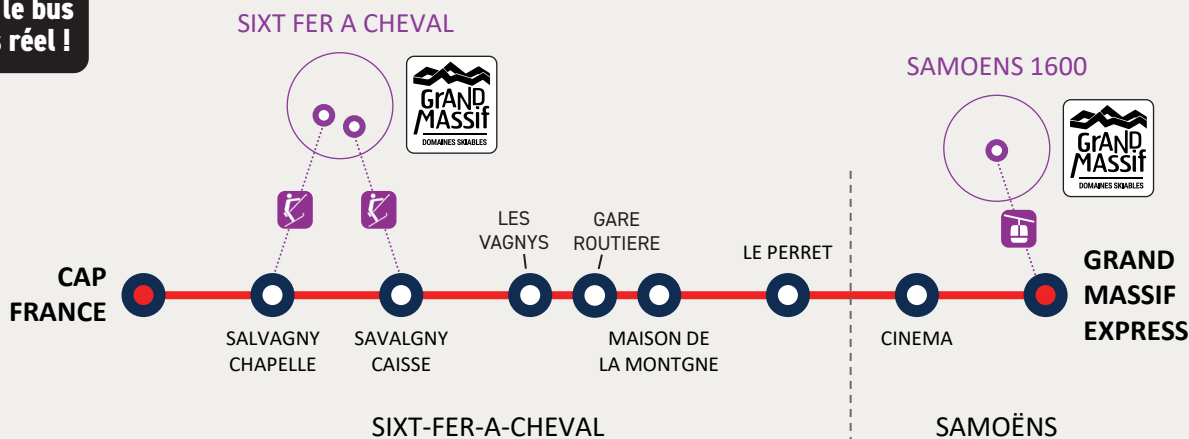 le bus
s réel !
SIXT FER A CHEVAL
GRAND
MASSIF
DOMAINES SKIABLES
SAMOENS 1600
GRAND
MASSIF
DOMAINES SKIABLES
CAP
FRANCE
SALVAGNY
CHAPELLE
SAVALGNY
CAISSE
LES
VAGNYS
GARE
ROUTIERE
MAISON DE
LA MONTGNE
LE PERRET
CINEMA
GRAND
MASSIF
EXPRESS
SIXT-FER-A-CHEVAL
SAMOËNS